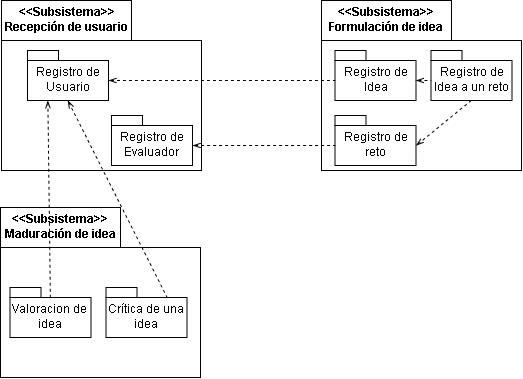 <<Subsistema>>
Recepción de usuario
Registro de
Usuario
Registro de
Evaluador
<<Subsistema>>
Formulación de idea
Registro de
Idea
Registro de
Idea a un reto
Registro de
reto
<<Subsistema>>
Maduración de idea
Valoracion de
idea
Crítica de una
idea